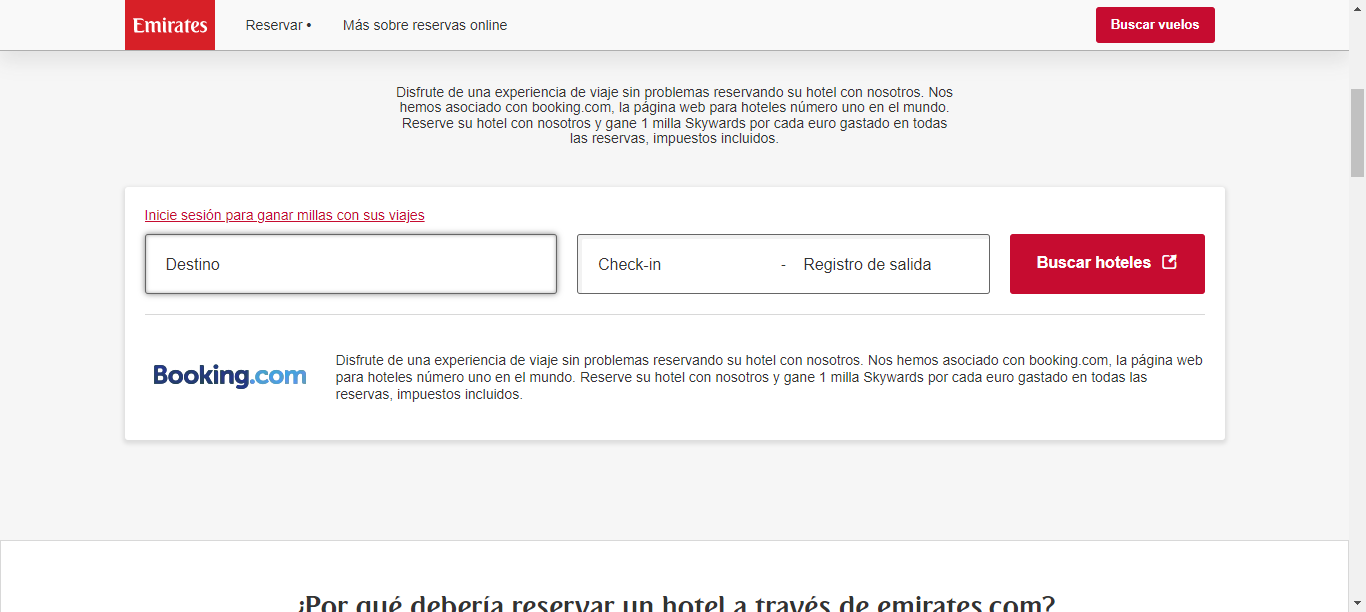 Emirates
Reservar •
Más sobre reservas online
Buscar vuelos
Disfrute de una experiencia de viaje sin problemas reservando su hotel con nosotros. Nos
hemos asociado con booking.com, la página web para hoteles número uno en el mundo.
Reserve su hotel con nosotros y gane 1 milla Skywards por cada euro gastado en todas
las reservas, impuestos incluidos.
Inicie sesión para ganar millas con sus viajes
Destino
Check-in - Registro de salida
Buscar hoteles
Booking.com
Disfrute de una experiencia de viaje sin problemas reservando su hotel con nosotros. Nos hemos asociado con booking.com, la página web
para hoteles número uno en el mundo. Reserve su hotel con nosotros y gane 1 milla Skywards por cada euro gastado en todas las
reservas, impuestos incluidos.
¿Por qué debería reservar un hotel a través de emirates.com?